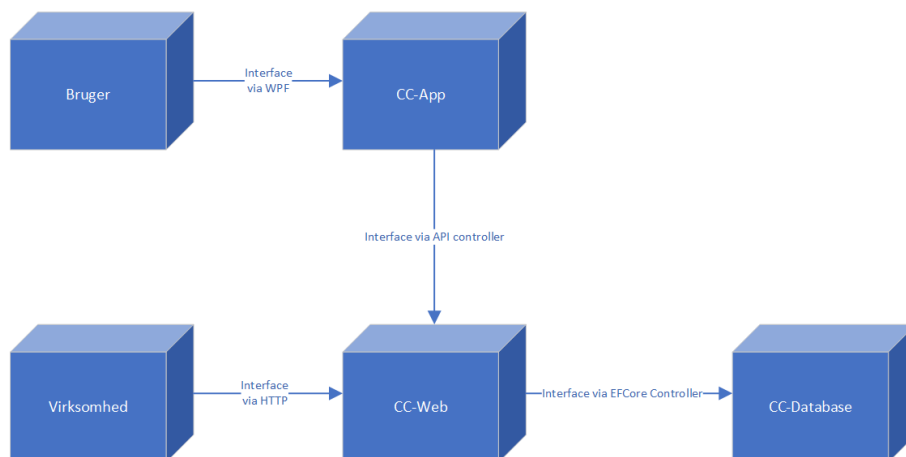 Bruger
Interface
via WPF
CC-App
Interface via API controller
Virksomhed
Interface
via HTTP
CC-Web
Interface via EFCore Controller
CC-Database